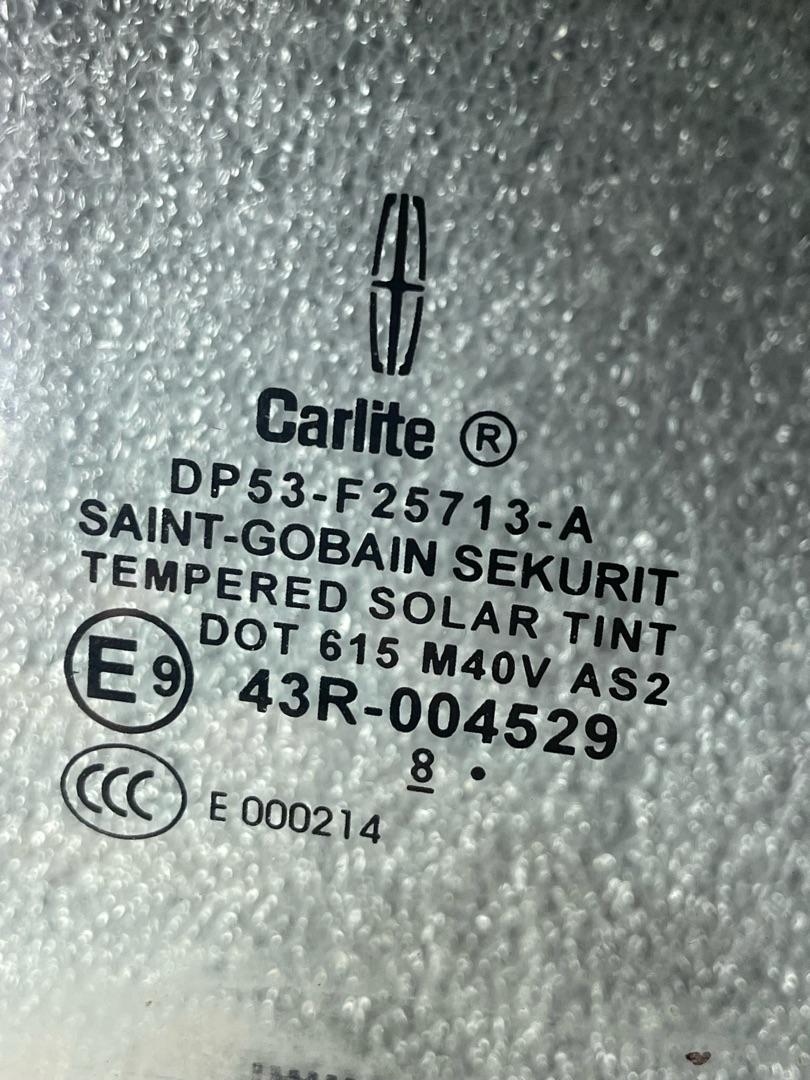 Carlite ®
DP53-F25713-A
SAINT-GOBAIN SEKURIT
TEMPERED SOLAR TINT
DOT 615 M40V AS2
E9 43R-004529
8 •
CCC E 000214